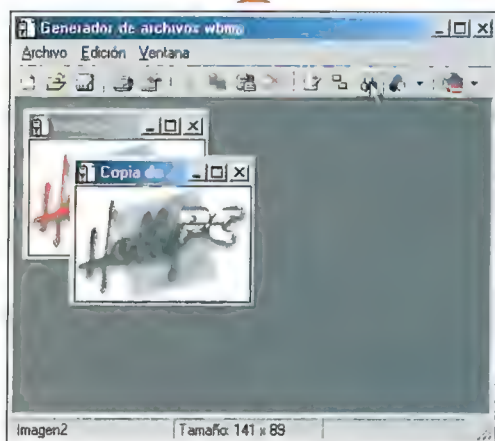 Generador de archivos wbmp
Archivo Edición Ventana
Copia de
Imagen2
Tamaño: 141 x 89